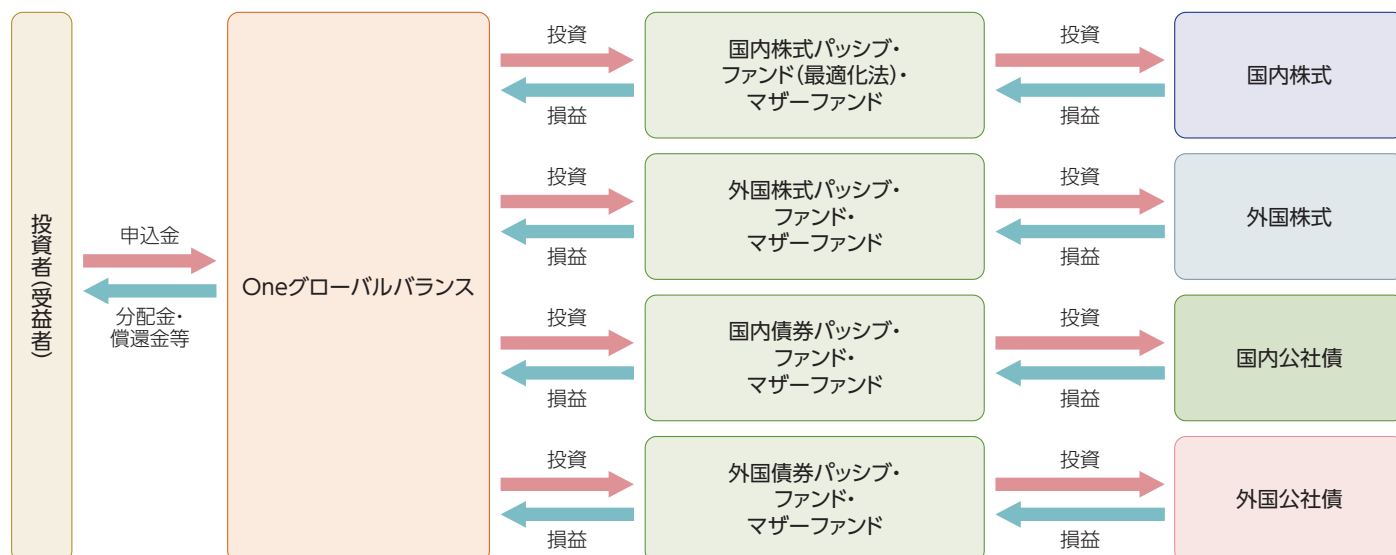 投資者(受益者)
申込金
分配金・
償還金等
Oneグローバルバランス
投資
損益
国内株式パッシブ・
ファンド(最適化法)・
マザーファンド
投資
損益
国内株式
投資
損益
外国株式パッシブ・
ファンド・
マザーファンド
投資
損益
外国株式
投資
損益
国内債券パッシブ・
ファンド・
マザーファンド
投資
損益
国内公社債
投資
損益
外国債券パッシブ・
ファンド・
マザーファンド
投資
損益
外国公社債